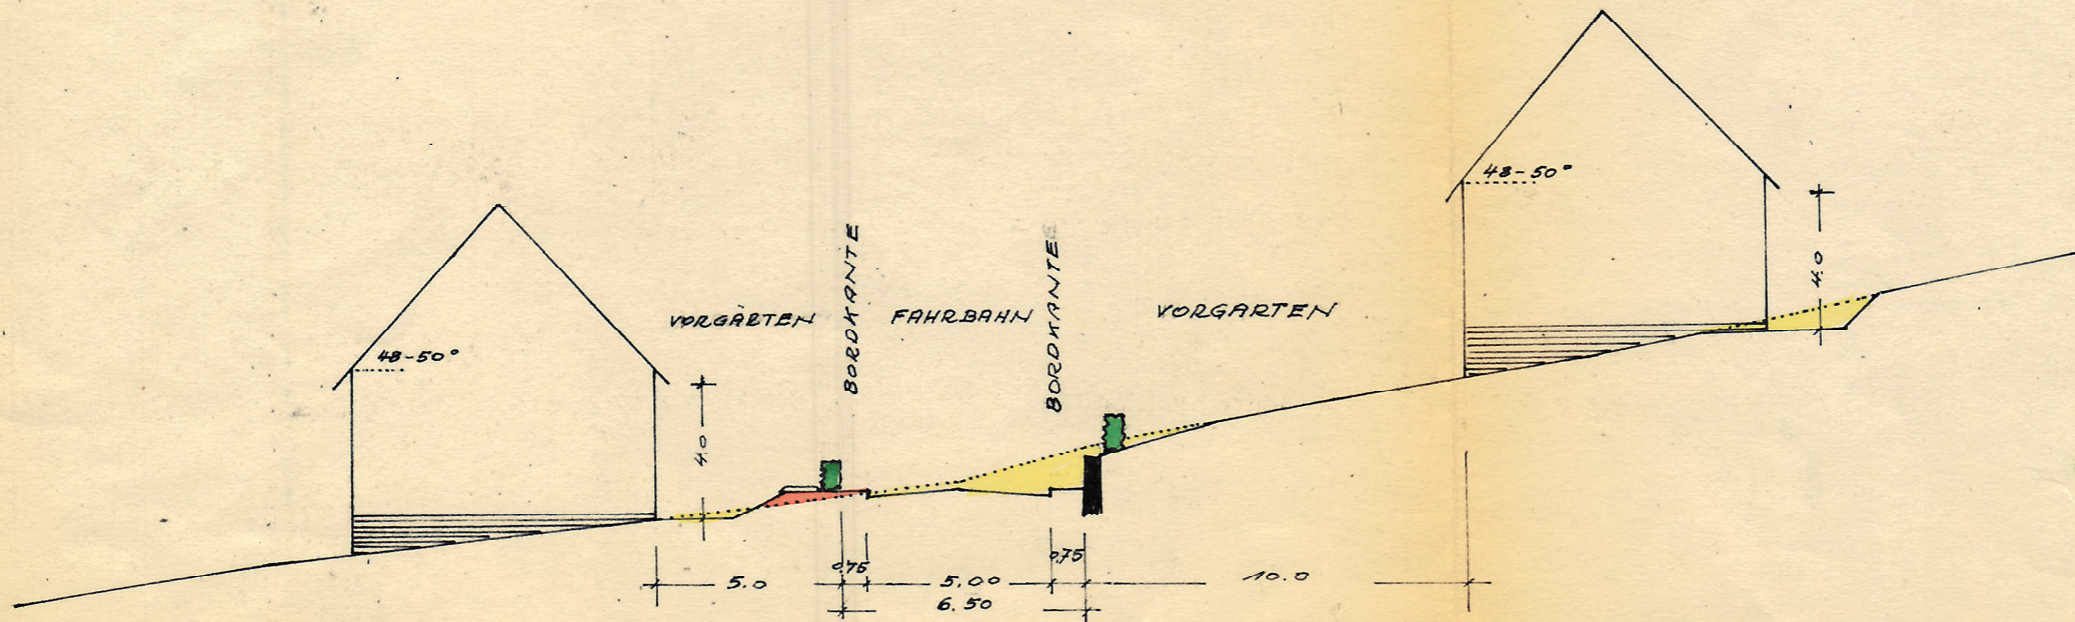 48-50°
48-50°
BORDKANTE
BORDKANTE
VORGÄRTEN
FAHRBAHN
VORGARTEN
4.0
4.0
0.75
0.75
5.0
5.00
10.0
6.50